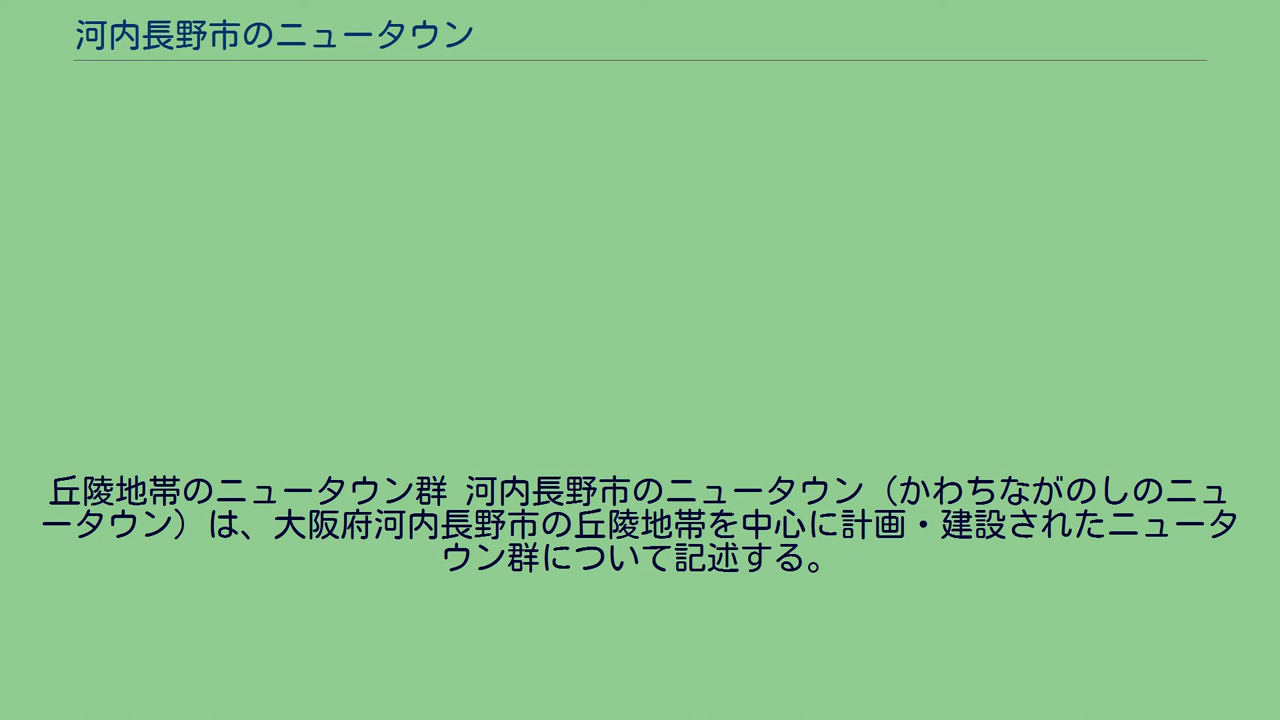 河内長野市のニュータウン
丘陵地帯のニュータウン群 河内長野市のニュータウン（かわちながのしのニュ
ータウン）は、大阪府河内長野市の丘陵地帯を中心に計画・建設されたニュータ
ウン群について記述する。